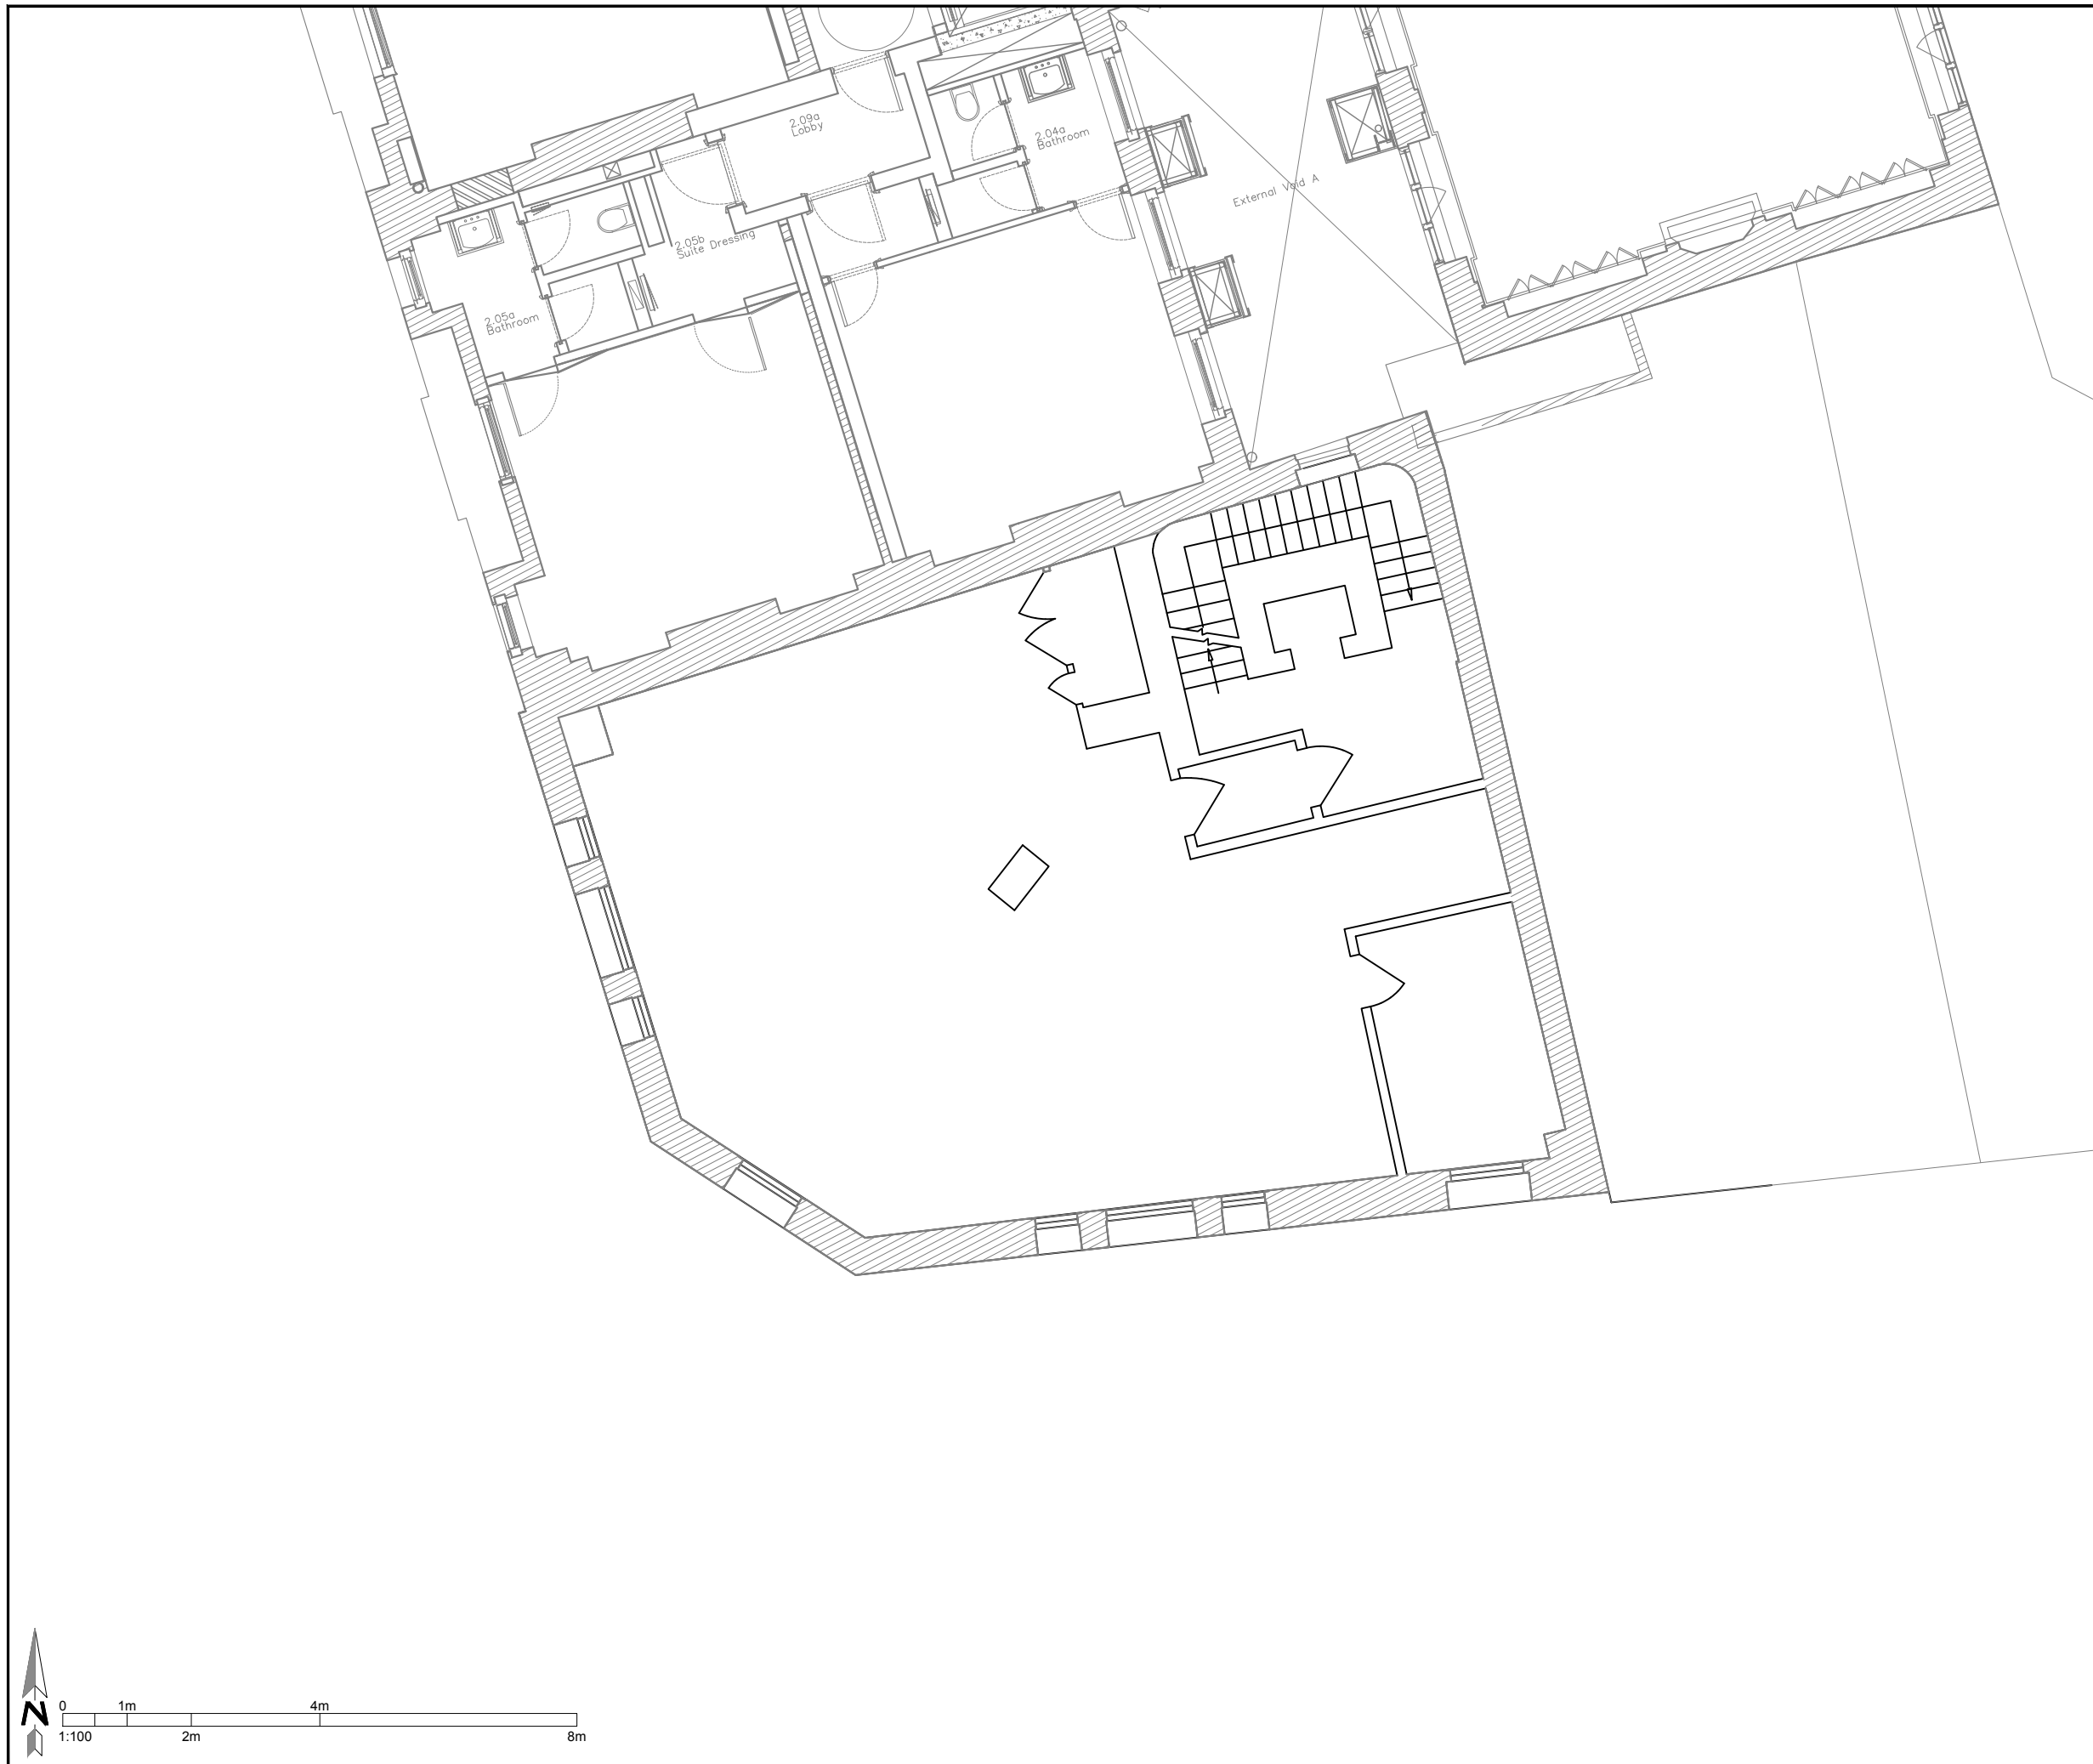 2.09a
Lobby
2.04a
Bathroom
External Void A
2.05b
Suite Dressing
2.05a
Bathroom
N
0 1m 4m
1:100 2m 8m